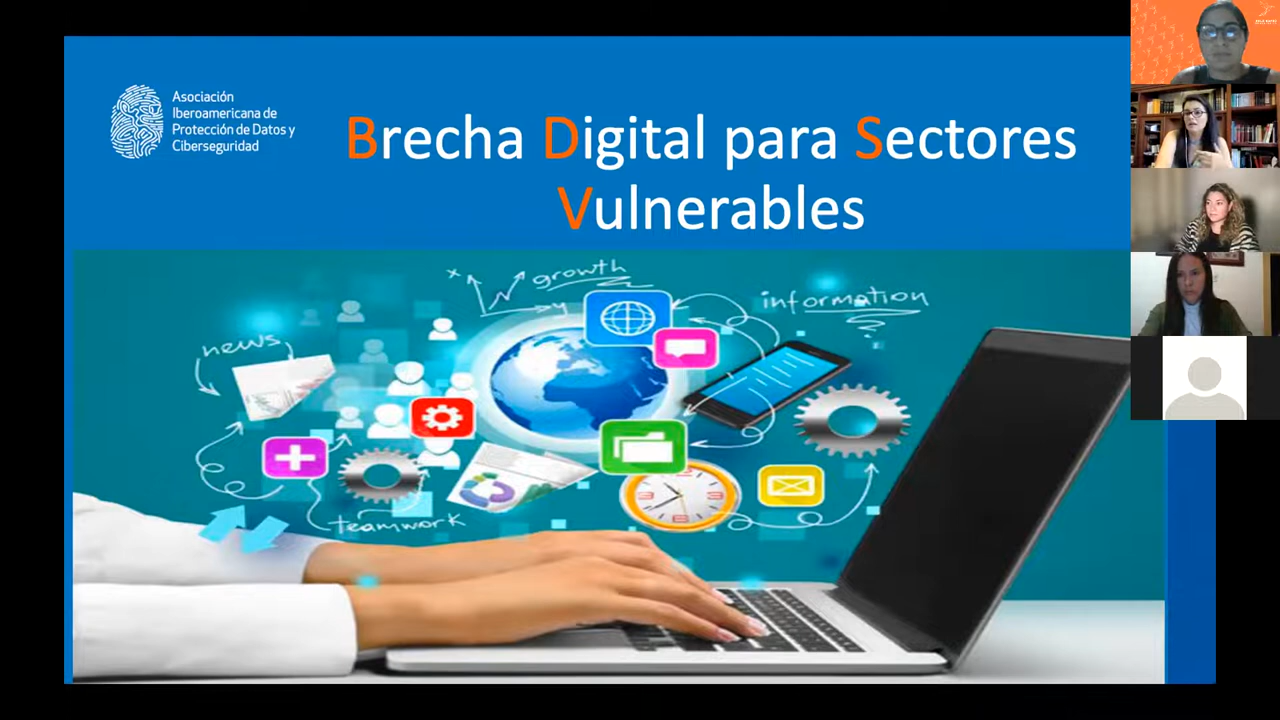 Asociación
Iberoamericana de
Protección de Datos y
Ciberseguridad
Brecha Digital para Sectores
Vulnerables
growth
x
y
information
news
teamwork